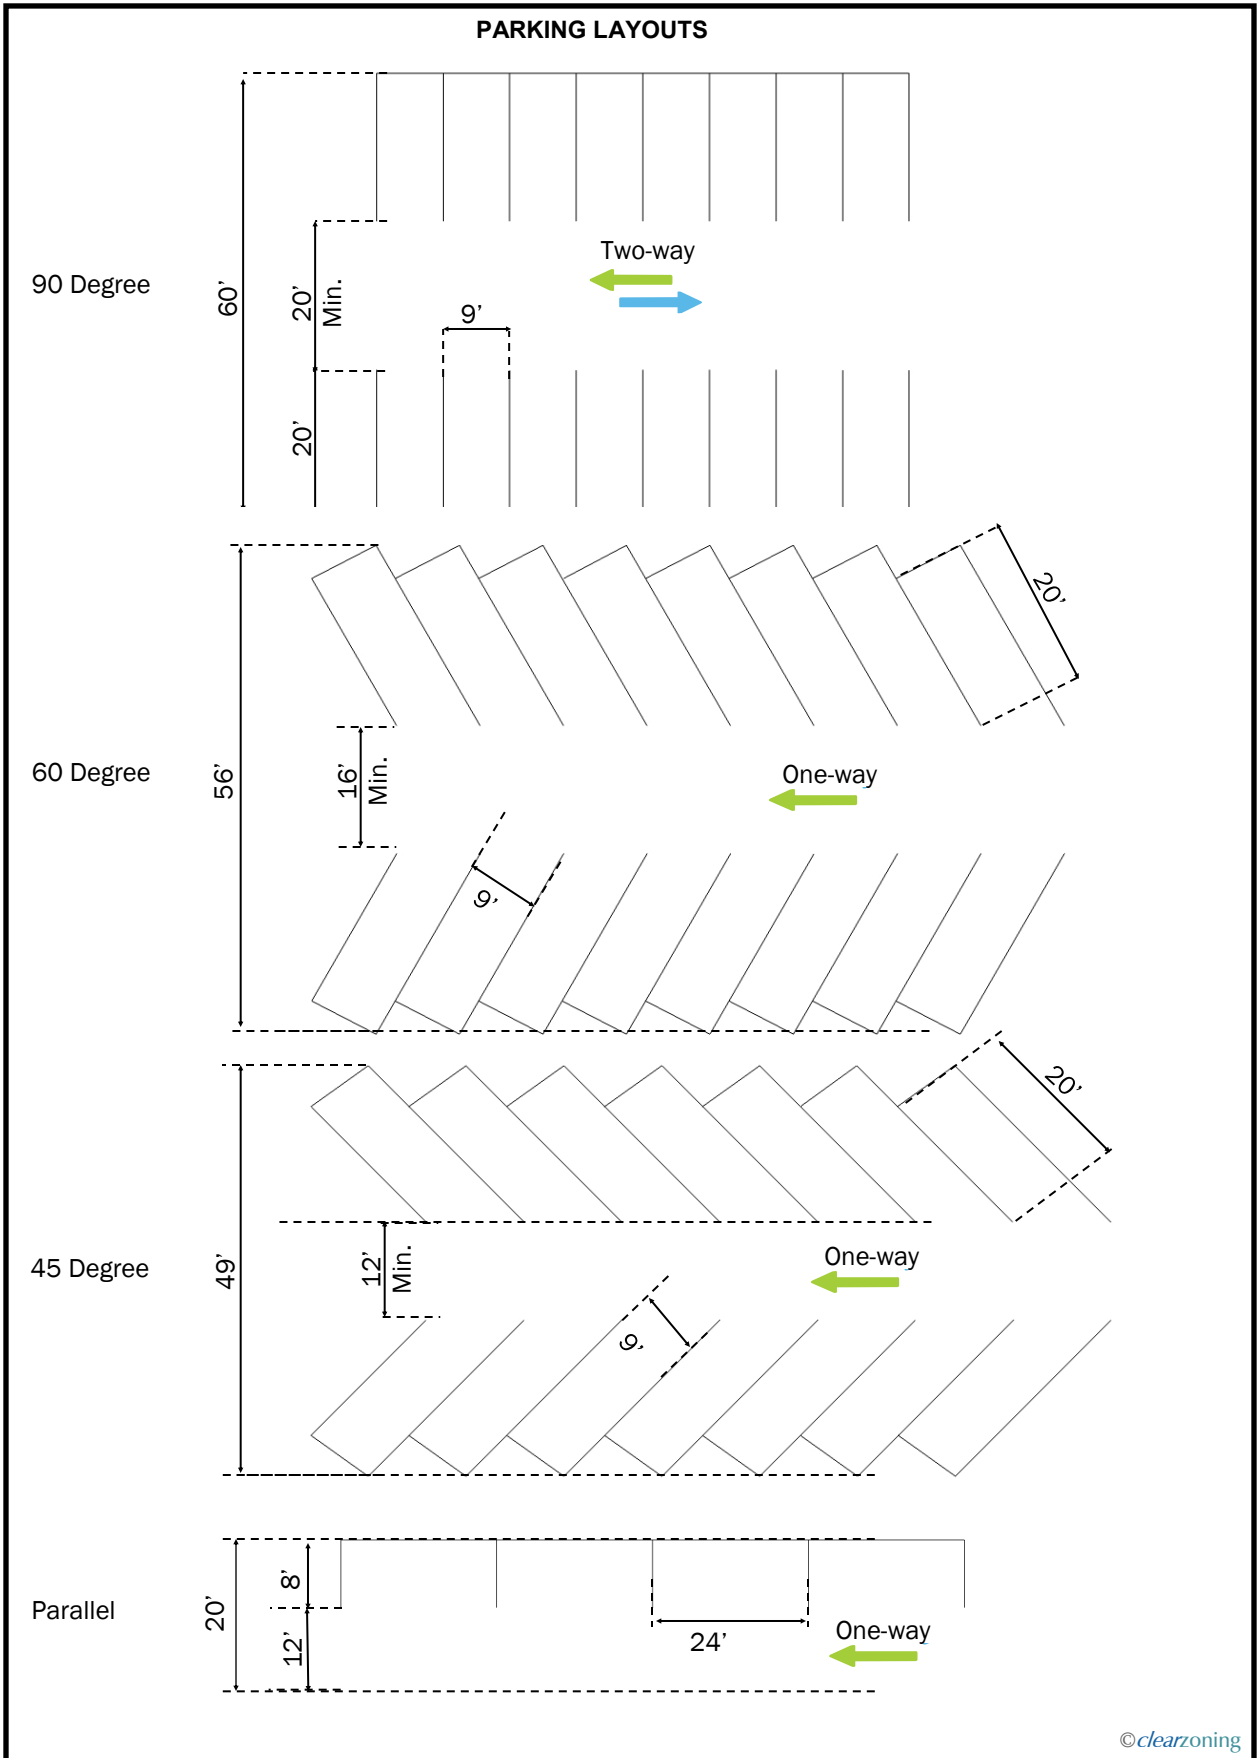 PARKING LAYOUTS
90 Degree
60’
20’
Min.
20’
9’
Two-way
60 Degree
56’
16’
Min.
9’
20’
One-way
45 Degree
49’
12’
Min.
9’
20’
One-way
Parallel
20’
8’
12’
24’
One-way
©clearzoning